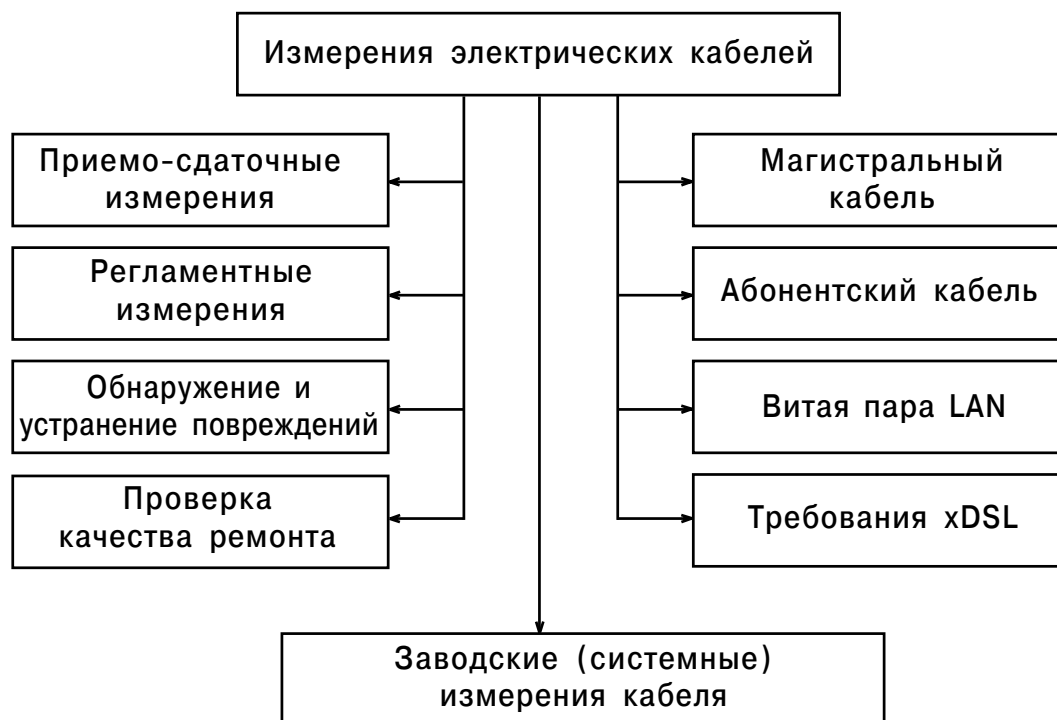 Измерения электрических кабелей
Приемо-сдаточные
измерения
Регламентные
измерения
Обнаружение и
устранение повреждений
Проверка
качества ремонта
Магистральный
кабель
Абонентский кабель
Витая пара LAN
Требования xDSL
Заводские (системные)
измерения кабеля